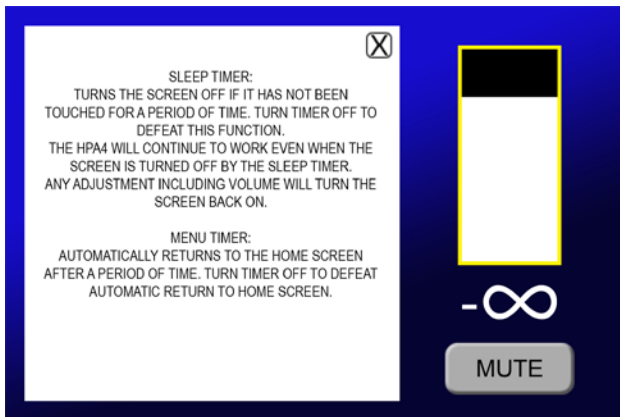 X
SLEEP TIMER:
TURNS THE SCREEN OFF IF IT HAS NOT BEEN
TOUCHED FOR A PERIOD OF TIME. TURN TIMER OFF TO
DEFEAT THIS FUNCTION.
THE HPA4 WILL CONTINUE TO WORK EVEN WHEN THE
SCREEN IS TURNED OFF BY THE SLEEP TIMER.
ANY ADJUSTMENT INCLUDING VOLUME WILL TURN THE
SCREEN BACK ON.
MENU TIMER:
AUTOMATICALLY RETURNS TO THE HOME SCREEN
AFTER A PERIOD OF TIME. TURN TIMER OFF TO DEFEAT
AUTOMATIC RETURN TO HOME SCREEN.
-∞
MUTE